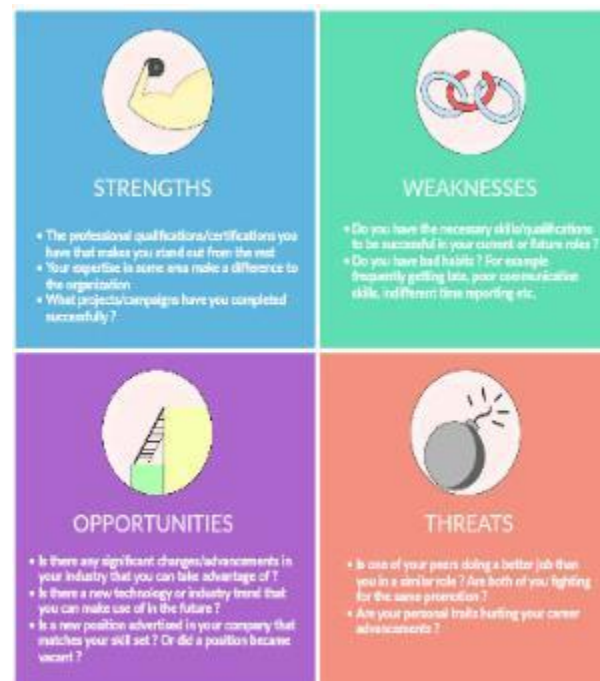 STRENGTHS
• The professional qualifications/certifications you
have that makes you stand out from the rest
• Your expertise in some area make a difference to
the organization
• What projects/campaigns have you completed
successfully ?
WEAKNESSES
• Do you have the necessary skills/qualifications
to be successful in your current or future roles ?
• Do you have bad habits ? For example
frequently getting late, poor communication
skills, indifferent time reporting etc.
OPPORTUNITIES
• Is there any significant changes/advancements in
your industry that you can take advantage of ?
• Is there a new technology or industry trend that
you can make use of in the future ?
• Is a new position advertised in your company that
matches your skill set ? Or did a position became
vacant ?
THREATS
• Is one of your peers doing a better job than
you in a similar role ? Are both of you fighting
for the same promotion ?
• Are your personal traits hurting your career
advancements ?